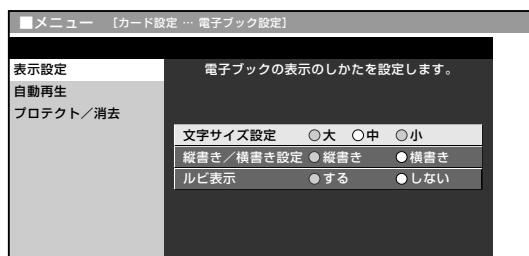 ■メニュー [カード設定 … 電子ブック設定]
表示設定
電子ブックの表示のしかたを設定します。
自動再生
プロテクト／消去
文字サイズ設定 ○大 ○中 ○小
縦書き／横書き設定 ●縦書き ●横書き
ルビ表示 ●する ●しない